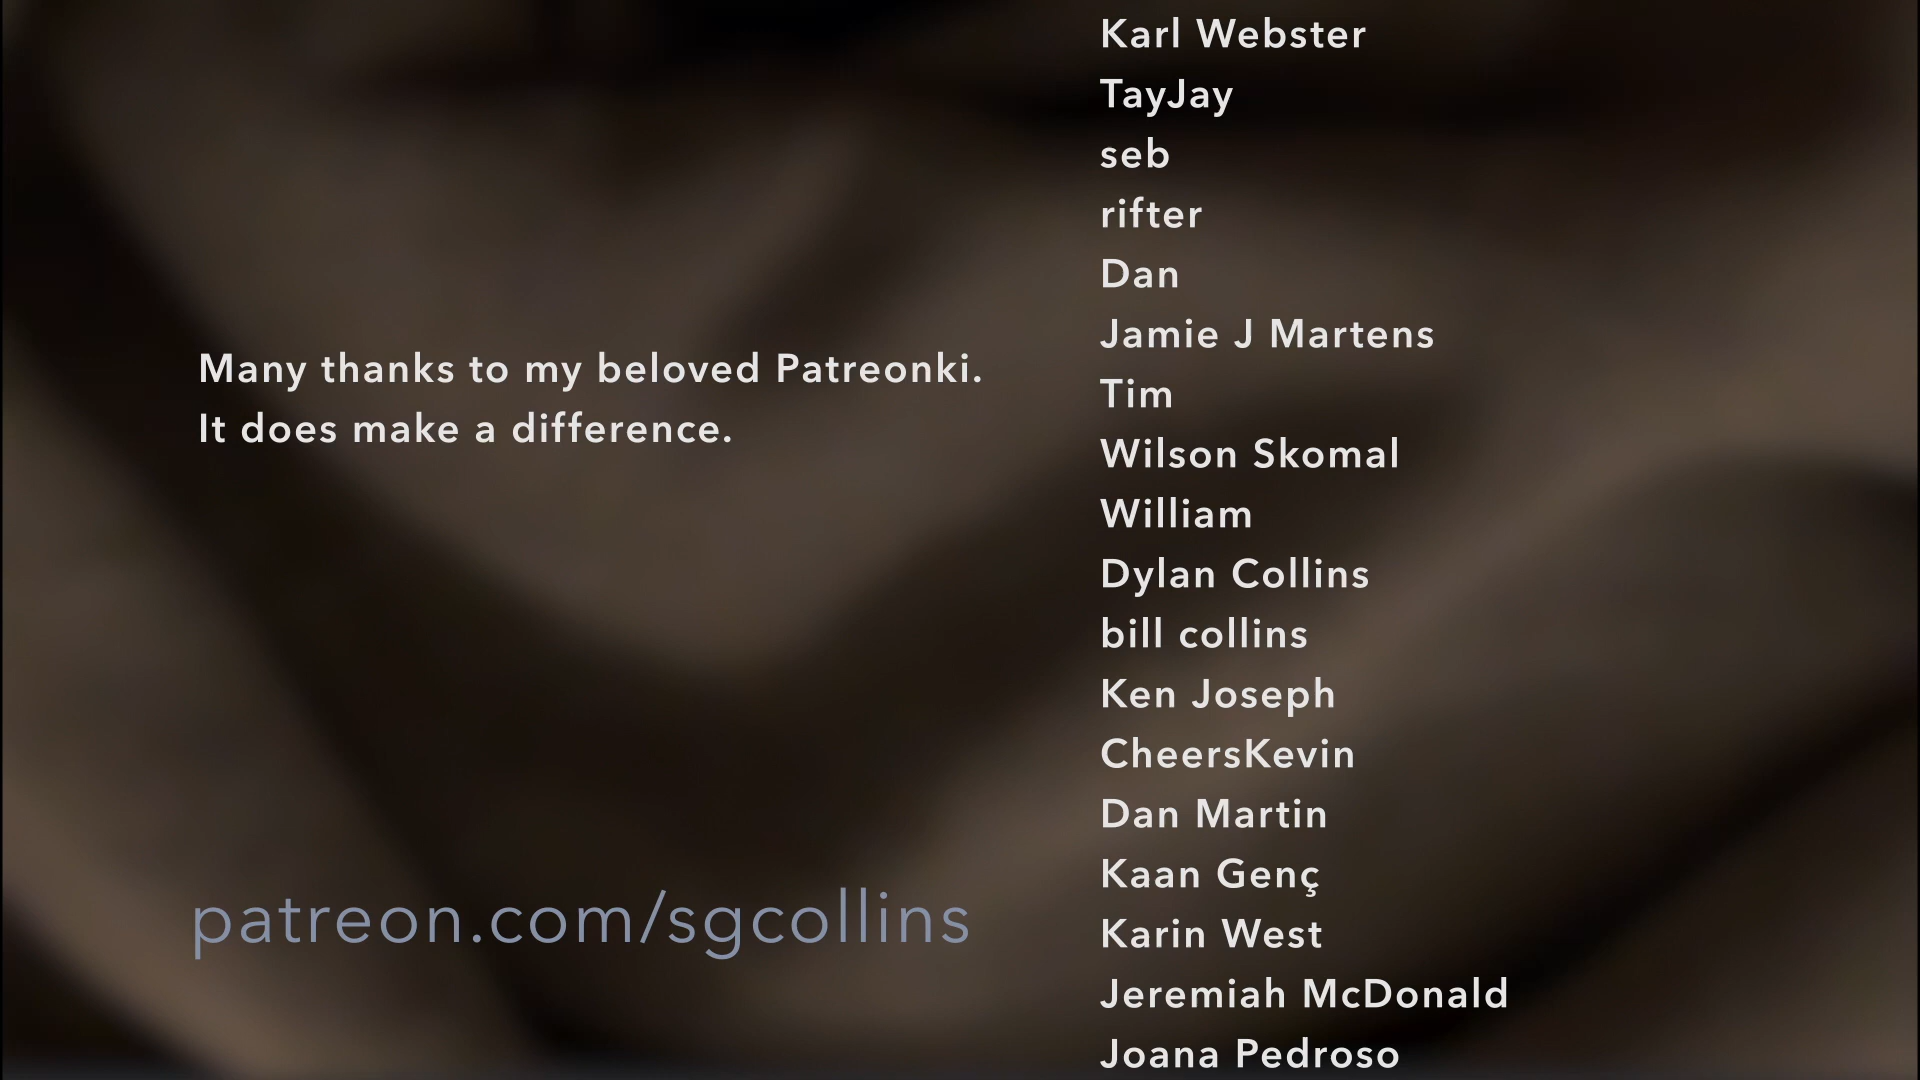 Many thanks to my beloved Patreonki.
It does make a difference.
patreon.com/sgcollins
Karl Webster
TayJay
seb
rifter
Dan
Jamie J Martens
Tim
Wilson Skomal
William
Dylan Collins
bill collins
Ken Joseph
CheersKevin
Dan Martin
Kaan Genç
Karin West
Jeremiah McDonald
Joana Pedroso